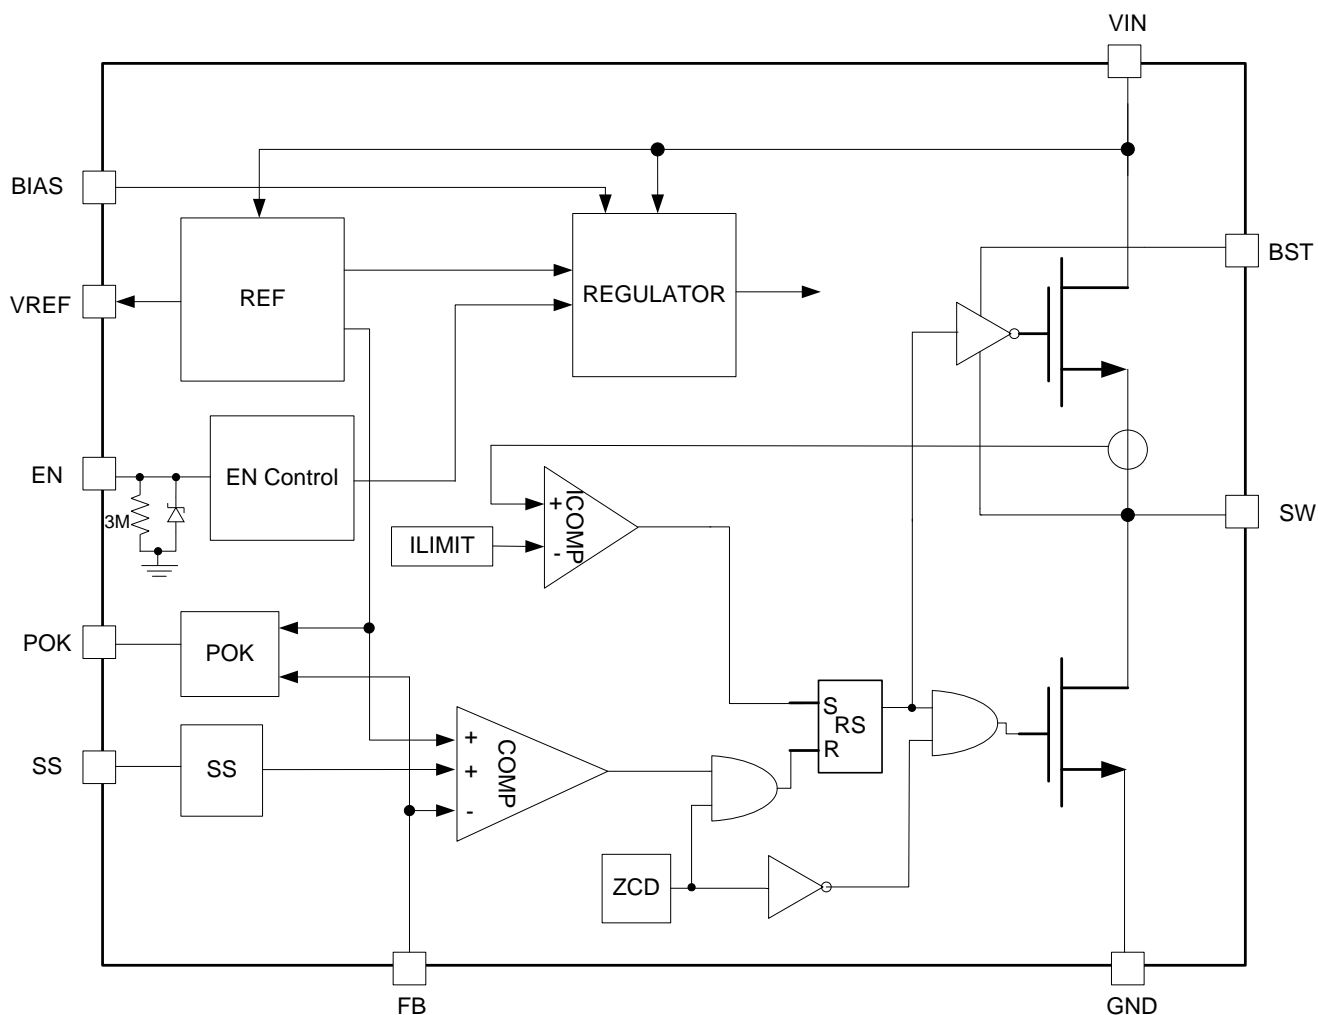 VIN
BIAS
BST
REF
REGULATOR
VREF
EN
EN Control
+
ICOMP
-
SW
3M
ILIMIT
POK
POK
S
RS
R
+
COMP
+
-
SS
SS
ZCD
FB
GND